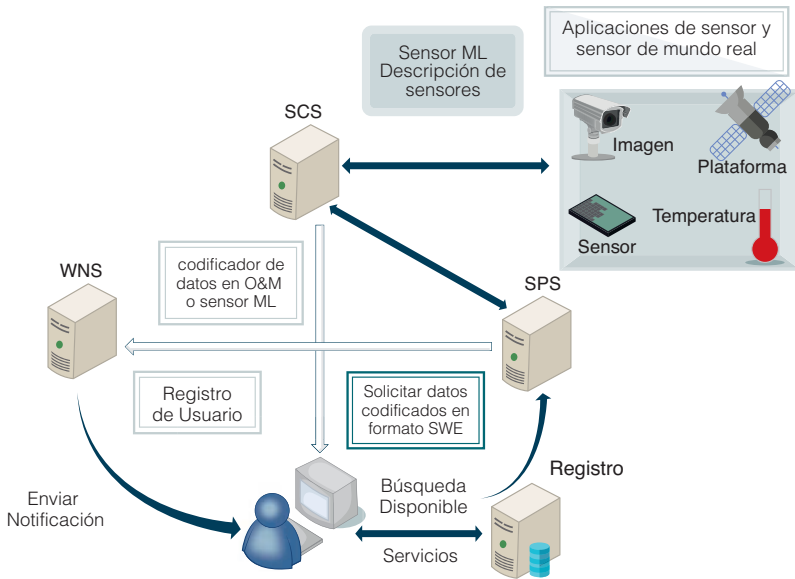 Aplicaciones de sensor y
sensor de mundo real
Sensor ML
Descripción de
sensores
SCS
Imagen
Plataforma
Sensor
Temperatura
WNS
codificador de
datos en O&M
o sensor ML
SPS
Registro
de Usuario
Solicitar datos
codificados en
formato SWE
Enviar
Notificación
Búsqueda
Disponible
Servicios
Registro